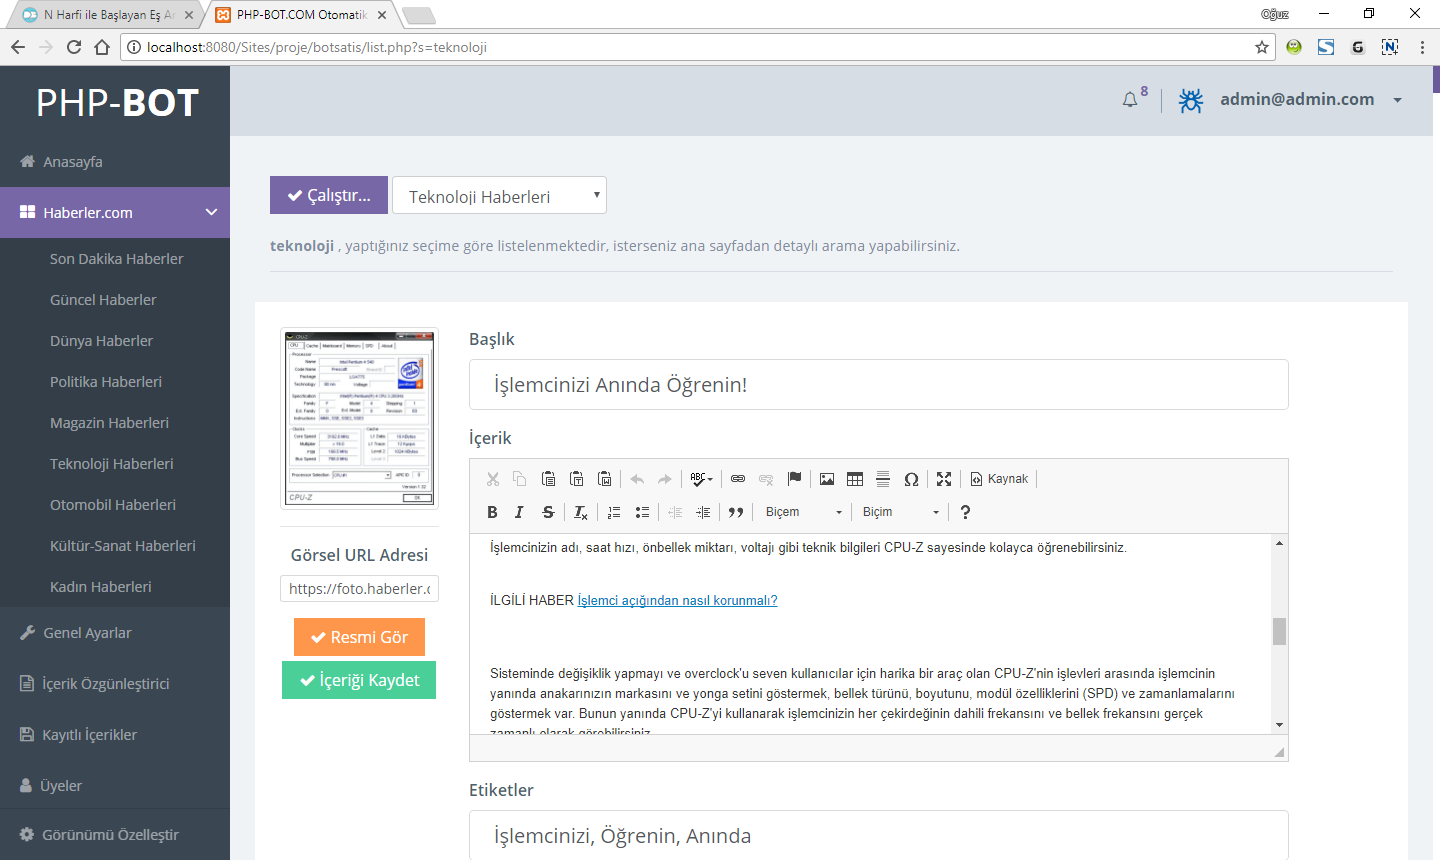 N Harfi ile Başlayan Eş An
PHP-BOT.COM Otomatik
Oğuz
localhost:8080/Sites/proje/botsatis/list.php?s=teknoloji
PHP-BOT
8
admin@admin.com
Anasayfa
Haberler.com
Son Dakika Haberler
Güncel Haberler
Dünya Haberler
Politika Haberleri
Magazin Haberleri
Teknoloji Haberleri
Otomobil Haberleri
Kültür-Sanat Haberleri
Kadın Haberleri
Genel Ayarlar
İçerik Özgünleştirici
Kayıtlı İçerikler
Üyeler
Görünümü Özelleştir
Çalıştır...
Teknoloji Haberleri
teknoloji , yaptığınız seçime göre listelenmektedir, isterseniz ana sayfadan detaylı arama yapabilirsiniz.
CPU-Z
Görsel URL Adresi
https://foto.haberler.c
Resmi Gör
İçeriği Kaydet
Başlık
İşlemcinizi Anında Öğrenin!
İçerik
Kaynak
Biçem
Biçim
İşlemcinizin adı, saat hızı, önbellek miktarı, voltajı gibi teknik bilgileri CPU-Z sayesinde kolayca öğrenebilirsiniz.
İLGİLİ HABER İşlemci açığından nasıl korunmalı?
Sisteminde değişiklik yapmayı ve overclock'u seven kullanıcılar için harika bir araç olan CPU-Z'nin işlevleri arasında işlemcinin
yanında anakarınızın markasını ve yonga setini göstermek, bellek türünü, boyutunu, modül özelliklerini (SPD) ve zamanlamalarını
göstermek var. Bunun yanında CPU-Z'yi kullanarak işlemcinizin her çekirdeğinin dahili frekansını ve bellek frekansını gerçek
zamanlı olarak görebilirsiniz.
Etiketler
İşlemcinizi, Öğrenin, Anında